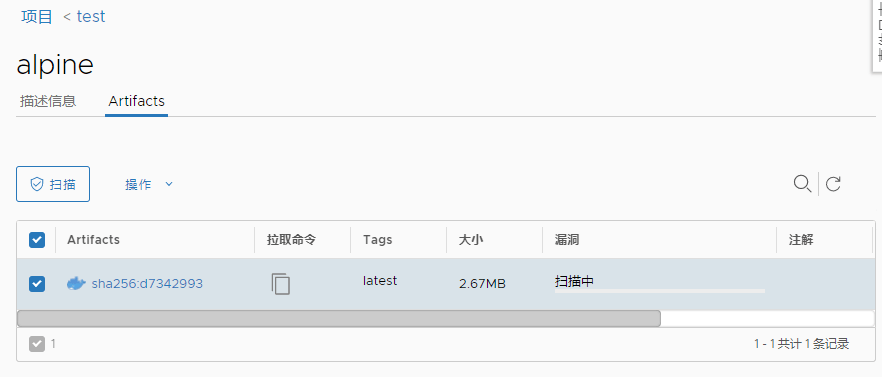 项目 < test
alpine
描述信息 Artifacts
扫描 操作
Artifacts 拉取命令 Tags 大小 漏洞 注解
sha256:d7342993 latest 2.67MB 扫描中
1 1 - 1 共计 1 条记录